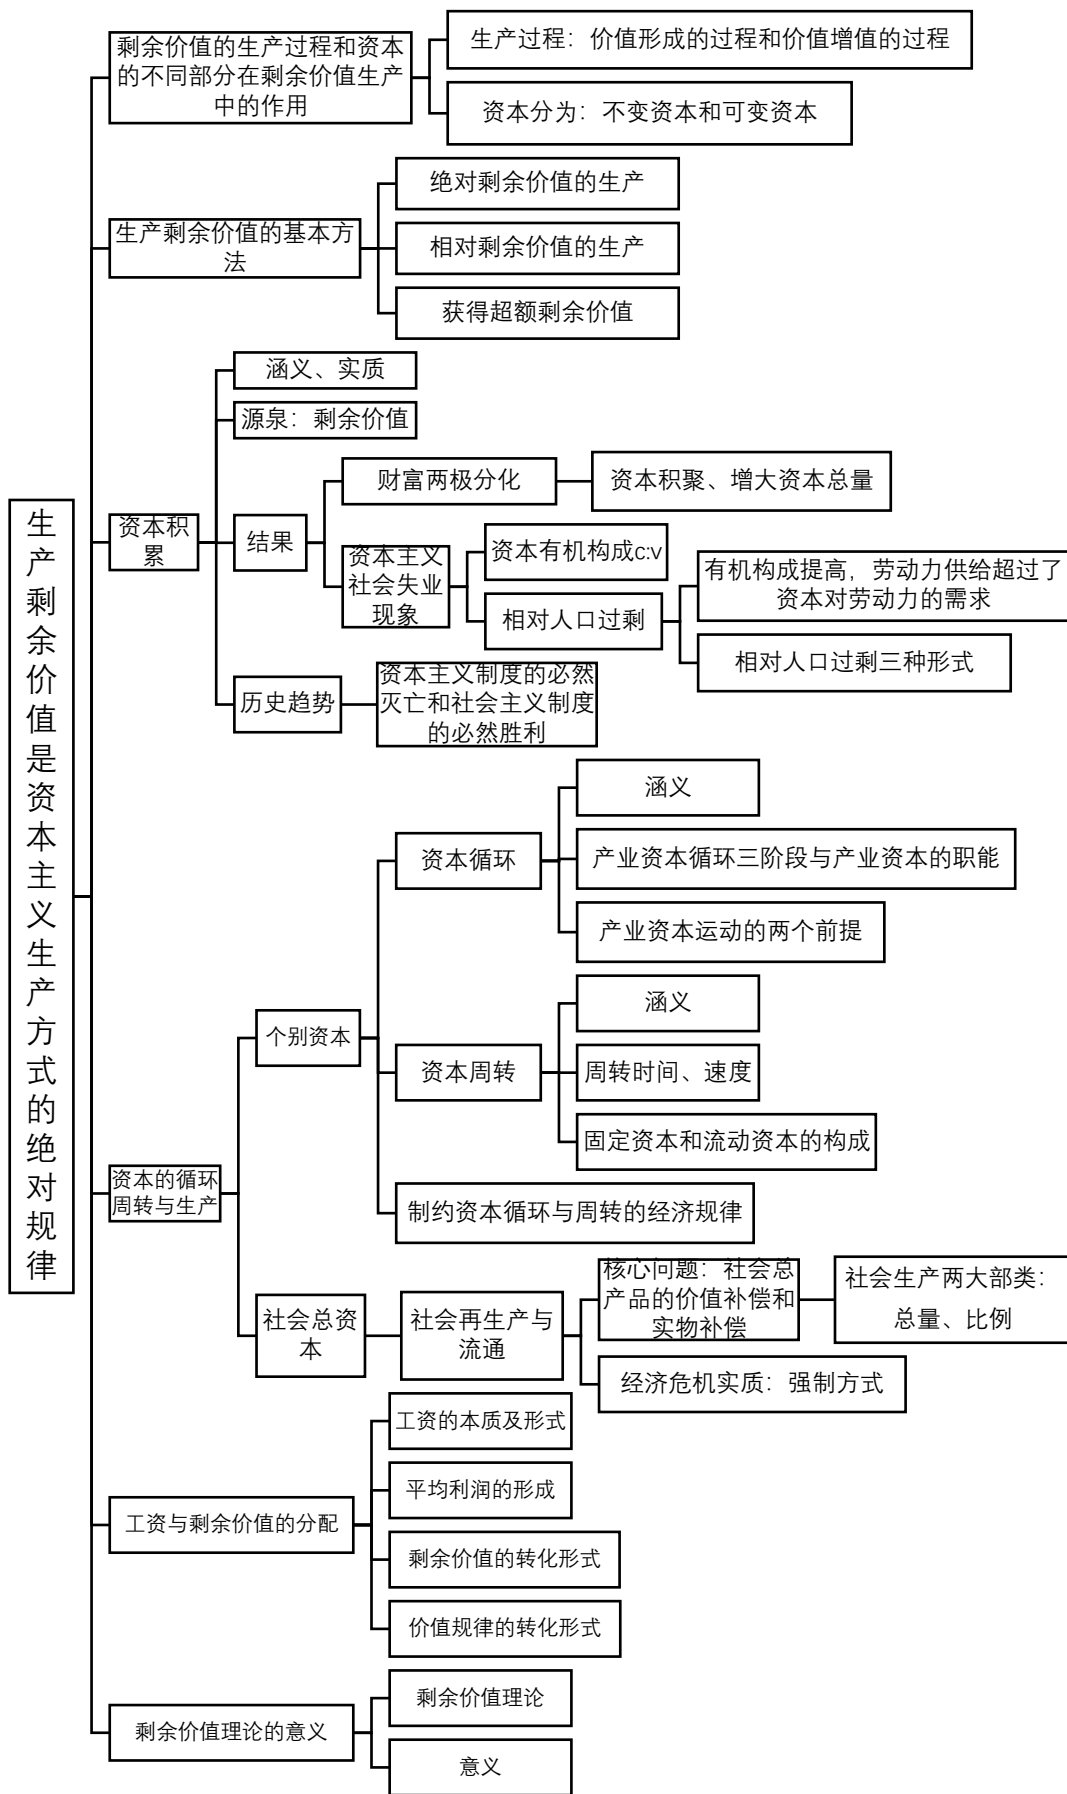 剩余价值的生产过程和资本
的不同部分在剩余价值生产
中的作用
生产过程：价值形成的过程和价值增值的过程
资本分为：不变资本和可变资本
生产剩余价值的基本方
法
绝对剩余价值的生产
相对剩余价值的生产
获得超额剩余价值
生产剩余价值是资本主义生产方式的绝对规律
资本积
累
涵义、实质
源泉：剩余价值
结果
财富两极分化
资本积聚、增大资本总量
资本主义
社会失业
现象
资本有机构成c:v
相对人口过剩
有机构成提高，劳动力供给超过了
资本对劳动力的需求
相对人口过剩三种形式
历史趋势
资本主义制度的必然
灭亡和社会主义制度
的必然胜利
资本的循环
周转与生产
个别资本
资本循环
涵义
产业资本循环三阶段与产业资本的职能
产业资本运动的两个前提
资本周转
涵义
周转时间、速度
固定资本和流动资本的构成
制约资本循环与周转的经济规律
社会总资
本
社会再生产与
流通
核心问题：社会总
产品的价值补偿和
实物补偿
社会生产两大部类：
总量、比例
经济危机实质：强制方式
工资与剩余价值的分配
工资的本质及形式
平均利润的形成
剩余价值的转化形式
价值规律的转化形式
剩余价值理论的意义
剩余价值理论
意义